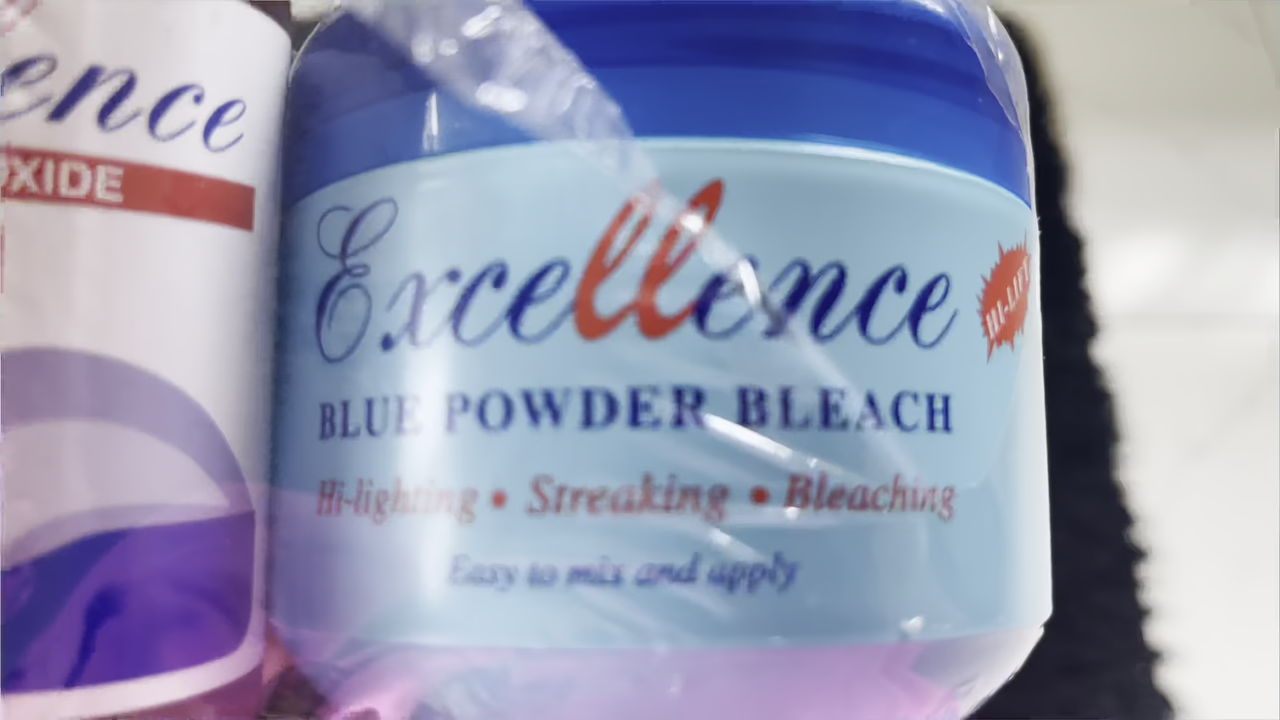 ence
OXIDE
Excellence
HI-LIFT
BLUE POWDER BLEACH
Hi-lighting • Streaking • Bleaching
Easy to mix and apply